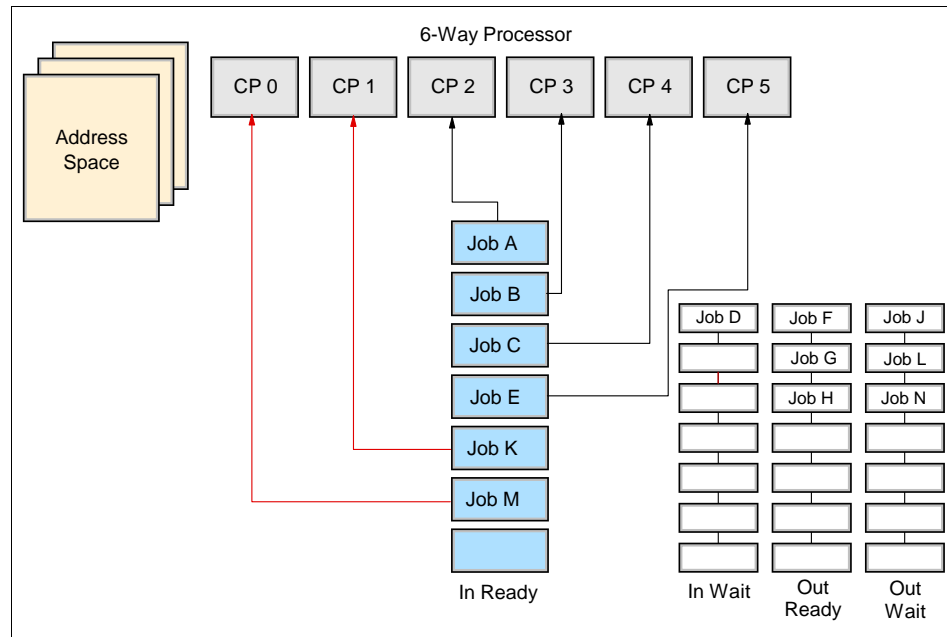 6-Way Processor
CP 0
CP 1
CP 2
CP 3
CP 4
CP 5
Address
Space
Job A
Job B
Job C
Job E
Job K
Job M
In Ready
Job D
In Wait
Job F
Job G
Job H
Out
Ready
Job J
Job L
Job N
Out
Wait